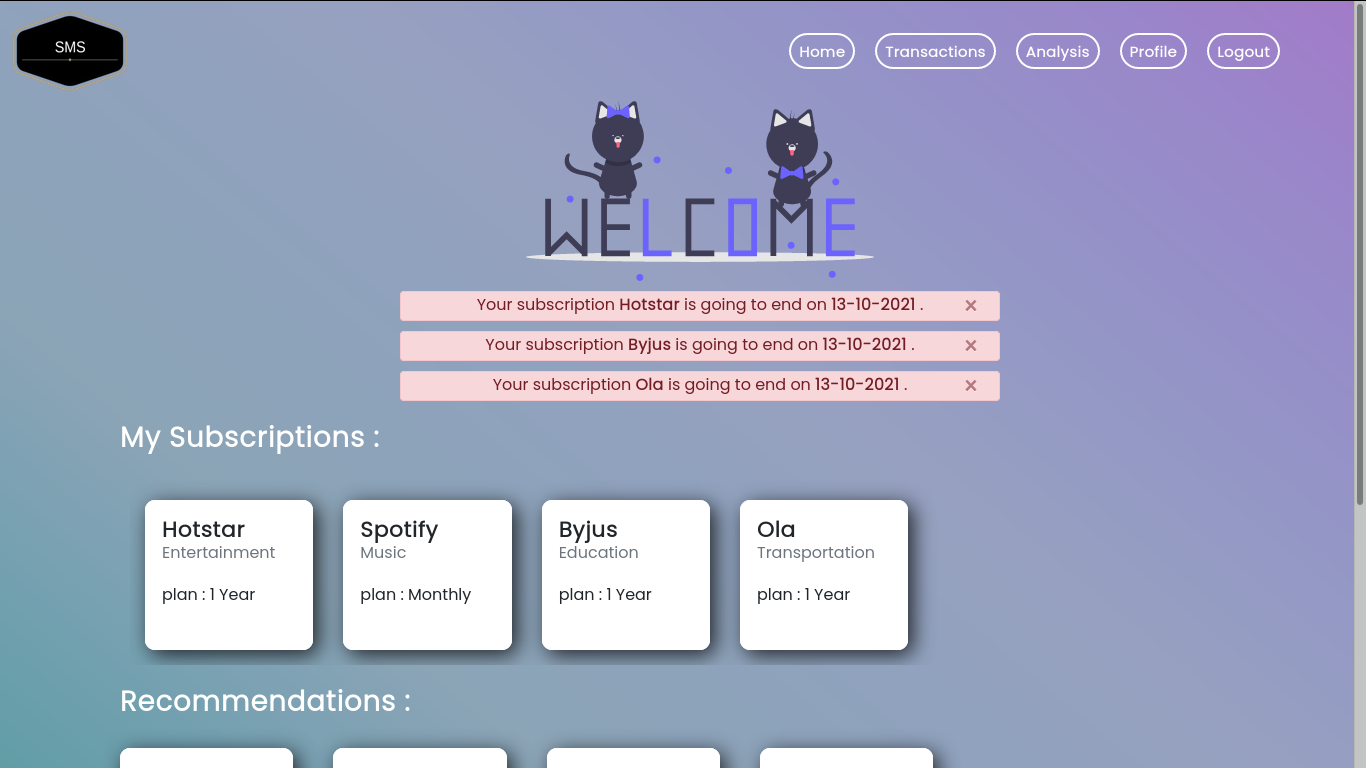 SMS
Home Transactions Analysis Profile Logout
WELCOME
Your subscription Hotstar is going to end on 13-10-2021 . ×
Your subscription Byjus is going to end on 13-10-2021 . ×
Your subscription Ola is going to end on 13-10-2021 . ×
My Subscriptions :
Hotstar
Entertainment
plan : 1 Year
Spotify
Music
plan : Monthly
Byjus
Education
plan : 1 Year
Ola
Transportation
plan : 1 Year
Recommendations :